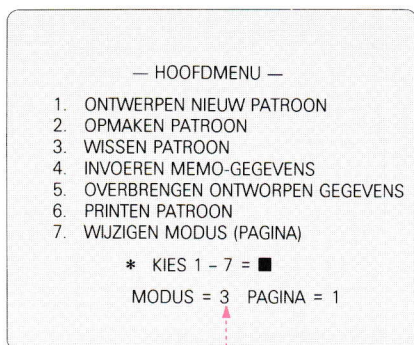 — HOOFDMENU —
1. ONTWERPEN NIEUW PATROON
2. OPMAKEN PATROON
3. WISSEN PATROON
4. INVOEREN MEMO-GEGEVENS
5. OVERBRENGEN ONTWORPEN GEGEVENS
6. PRINTEN PATROON
7. WIJZIGEN MODUS (PAGINA)
* KIES 1 – 7 = ■
MODUS = 3 PAGINA = 1